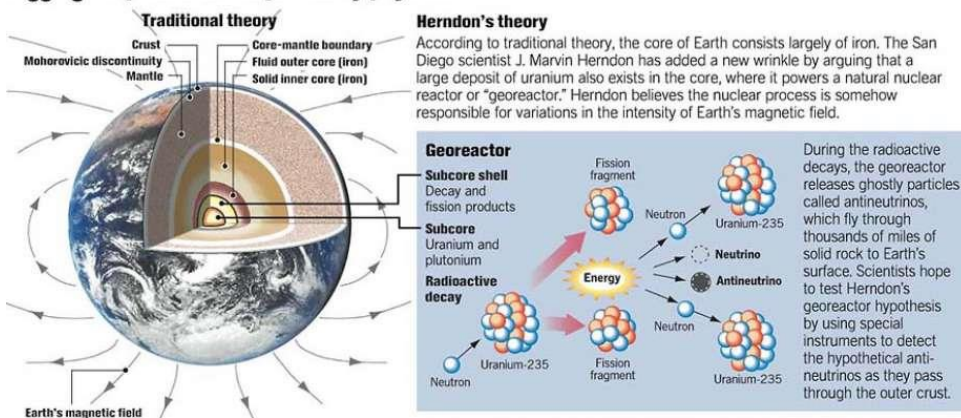 Traditional theory
Crust
Mohorovicic discontinuity
Mantle
Core-mantle boundary
Fluid outer core (iron)
Solid inner core (iron)
Earth's magnetic field
Herndon's theory
According to traditional theory, the core of Earth consists largely of iron. The San
Diego scientist J. Marvin Herndon has added a new wrinkle by arguing that a
large deposit of uranium also exists in the core, where it powers a natural nuclear
reactor or “georeactor.” Herndon believes the nuclear process is somehow
responsible for variations in the intensity of Earth's magnetic field.
Georeactor
Subcore shell
Decay and
fission products
Subcore
Uranium and
plutonium
Radioactive
decay
Neutron
Uranium-235
Fission
fragment
Energy
Fission
fragment
Neutron
Uranium-235
Neutrino
Antineutrino
Neutron
Uranium-235
During the radioactive
decays, the georeactor
releases ghostly particles
called antineutrinos,
which fly through
thousands of miles of
solid rock to Earth's
surface. Scientists hope
to test Herndon's
georeactor hypothesis
by using special
instruments to detect
the hypothetical anti-
neutrinos as they pass
through the outer crust.